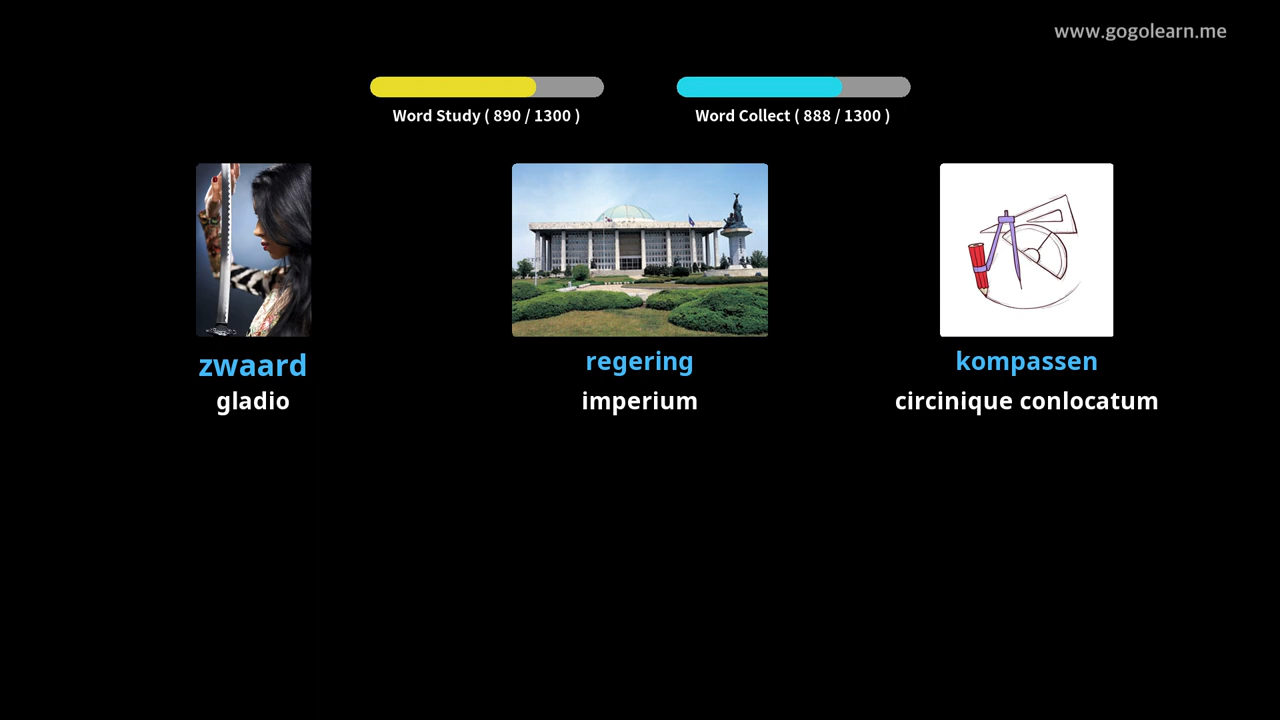 www.gogolearn.me
Word Study ( 890 / 1300 )
Word Collect ( 888 / 1300 )
zwaard
regering
kompassen
gladio
imperium
circinique conlocatum